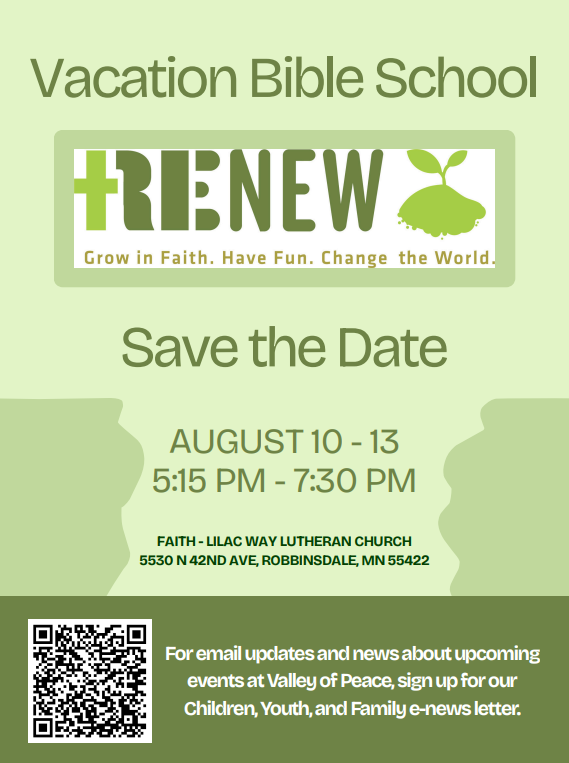 Vacation Bible School
RENEW
Grow in Faith. Have Fun. Change the World.
Save the Date
AUGUST 10 - 13
5:15 PM - 7:30 PM
FAITH - LILAC WAY LUTHERAN CHURCH
5530 N 42ND AVE, ROBBINSDALE, MN 55422
For email updates and news about upcoming
events at Valley of Peace, sign up for our
Children, Youth, and Family e-news letter.